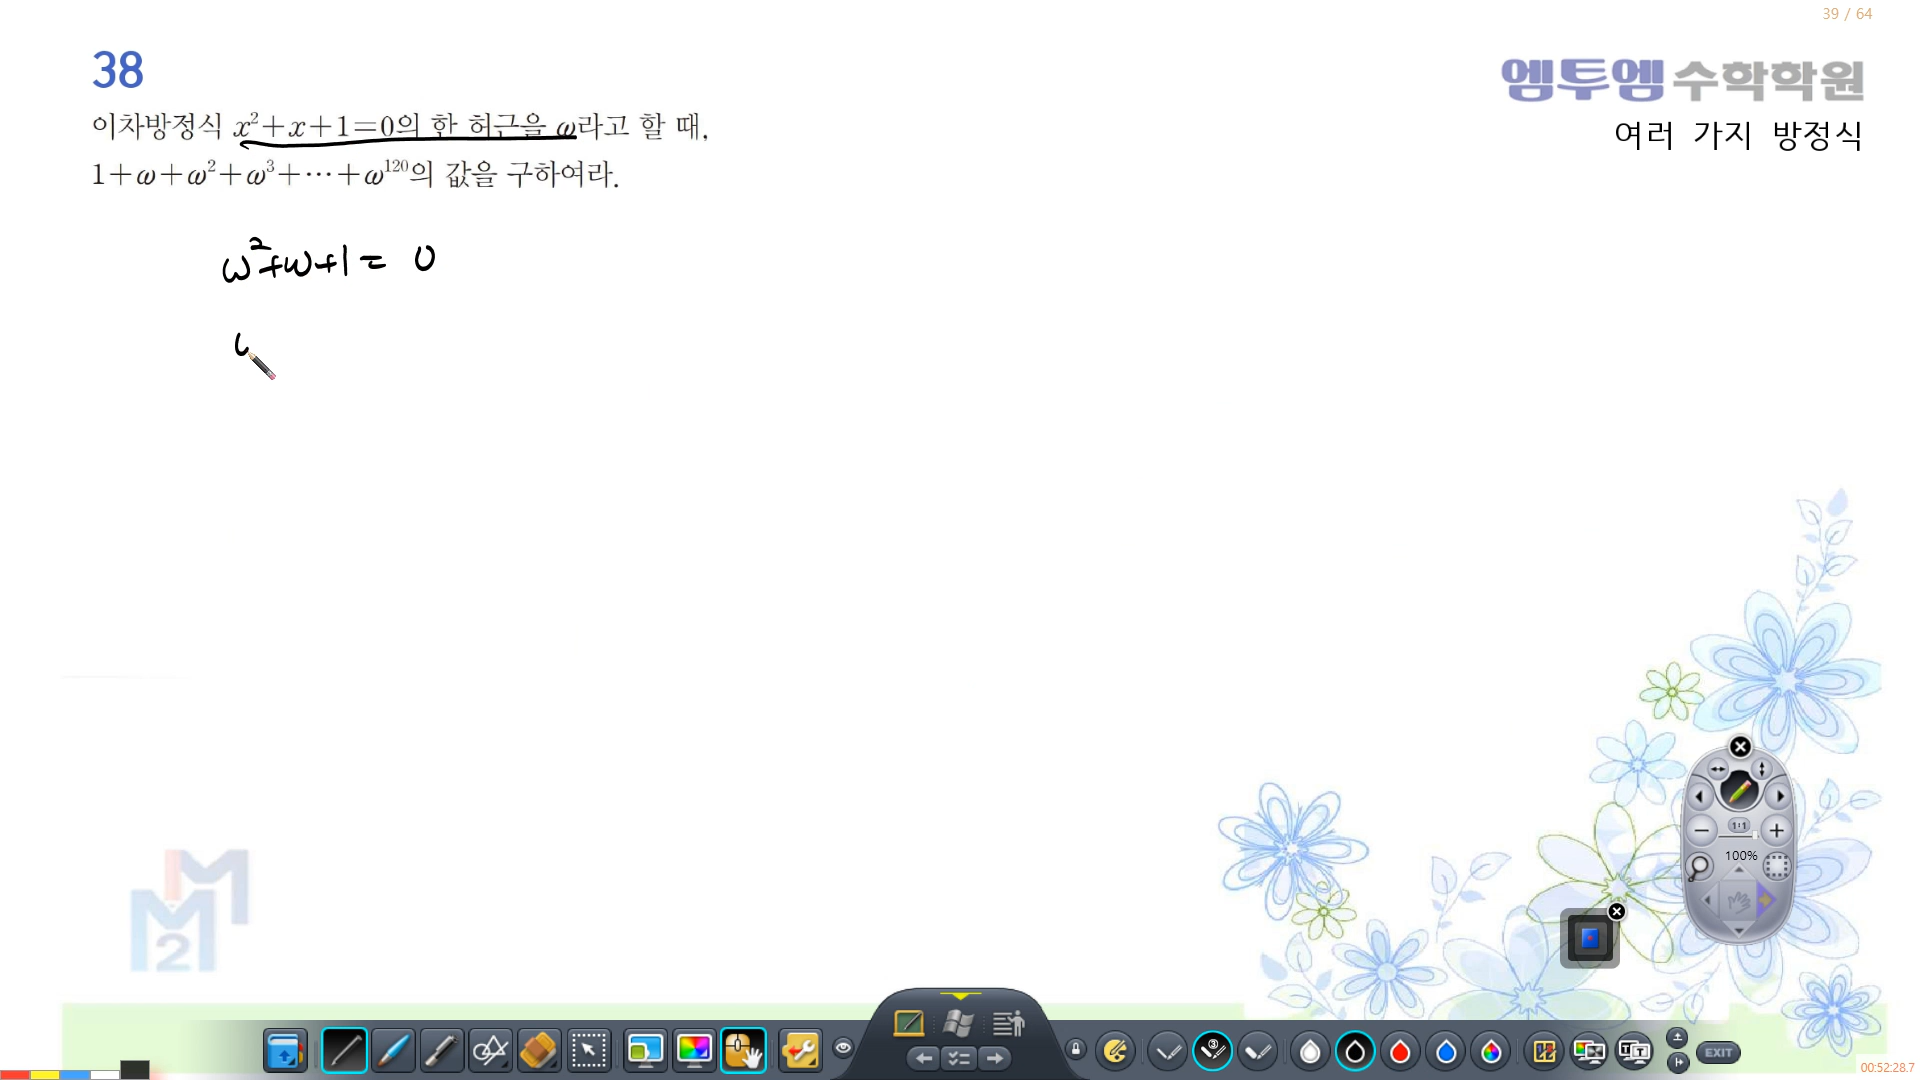 39 / 64
38
엠투엠수학학원
여러 가지 방정식
이차방정식 x²+x+1=0의 한 허근을 ω라고 할 때,
1+ω+ω²+ω³+⋯+ω¹²⁰의 값을 구하여라.
ω²+ω+1= 0
1:1
100%
M
M
2
EXIT
00:52:28.7